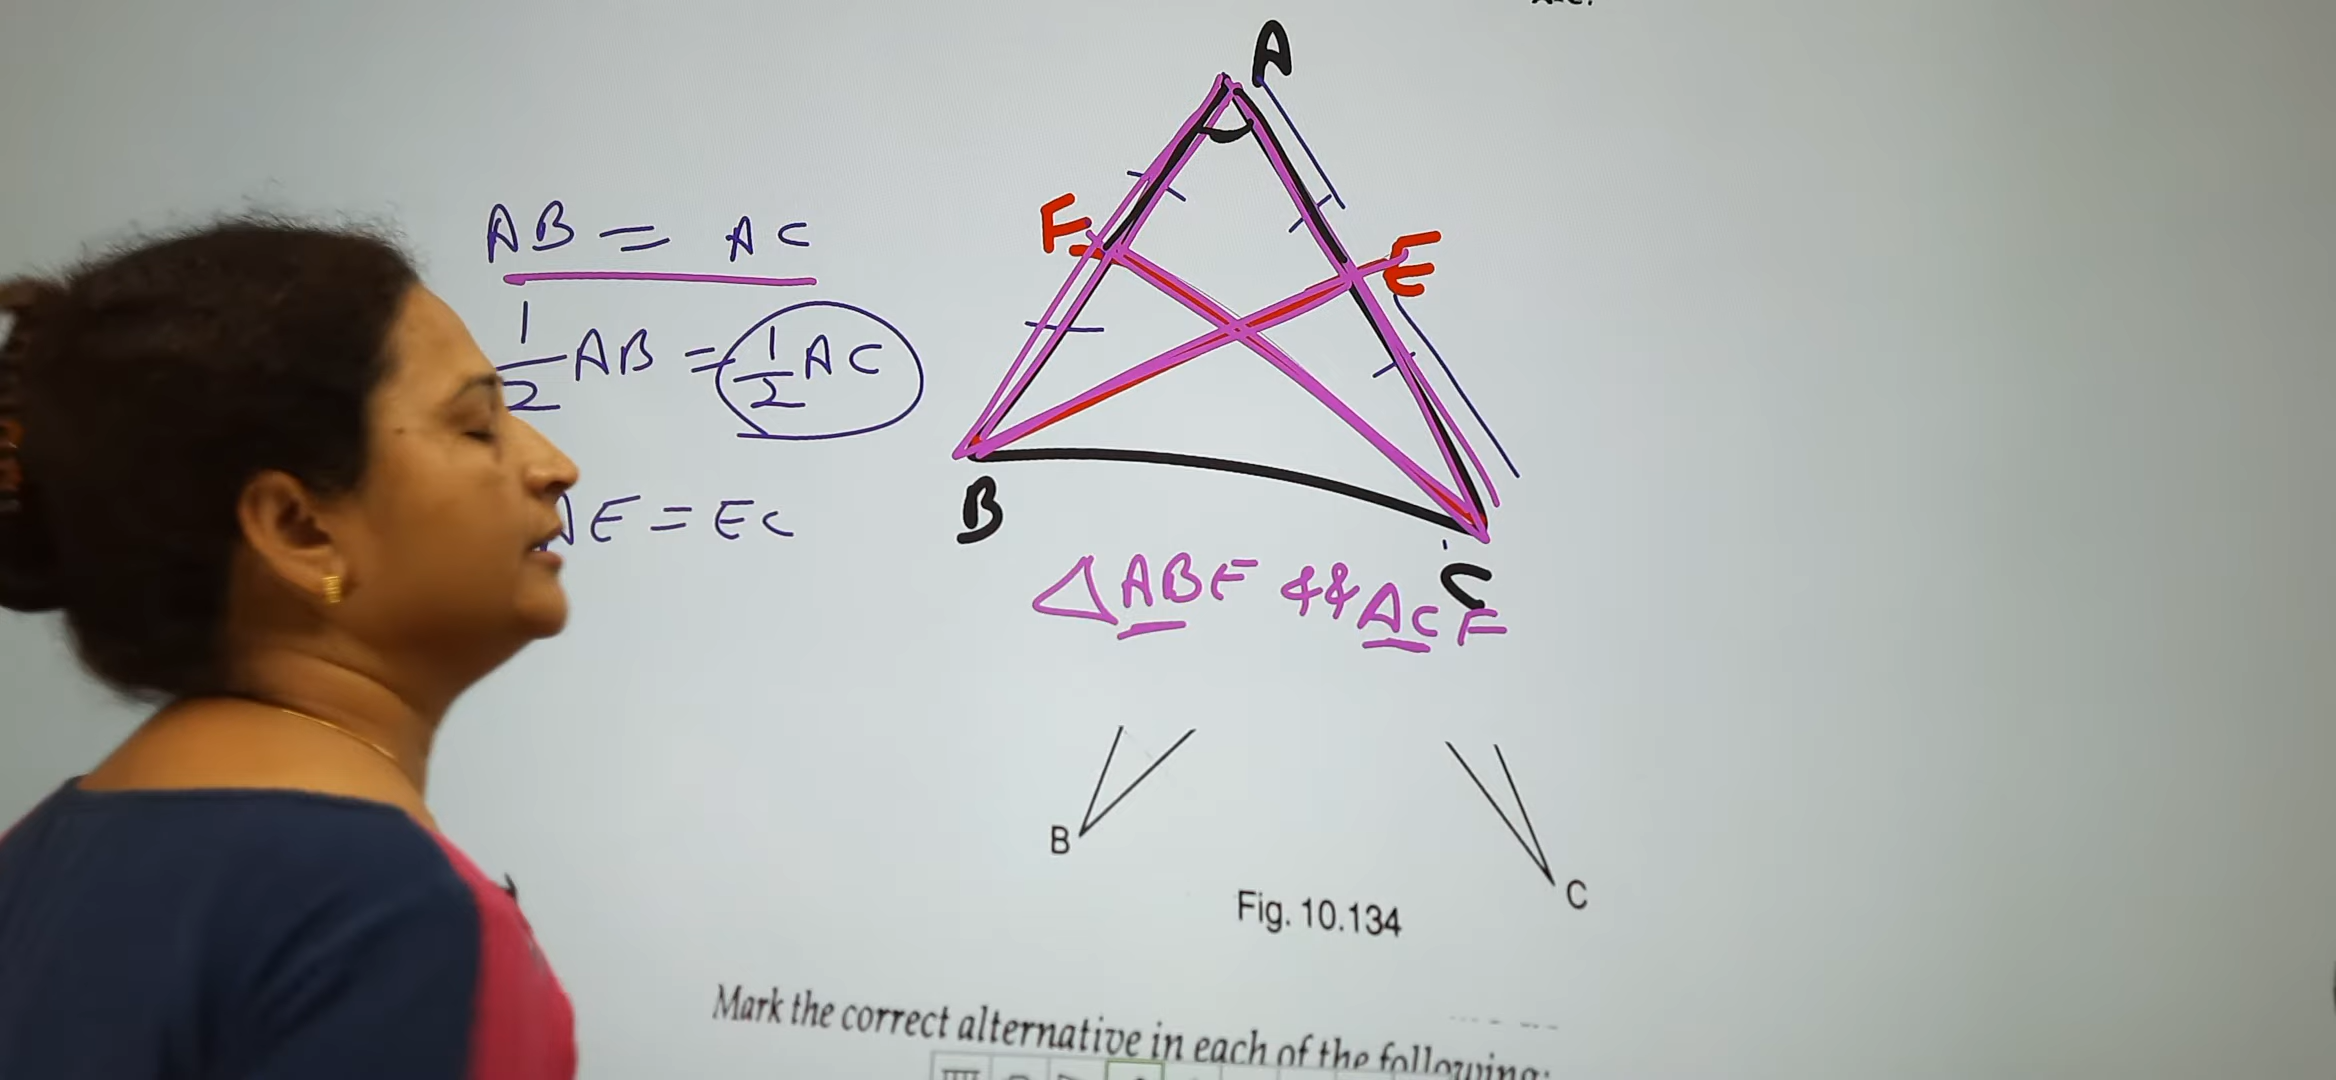 A
F
E
AB = AC
1/2 AB = 1/2 AC
AE = EC
B
C
△ABE && ACF
B
C
Fig. 10.134
Mark the correct alternative in each of the following: